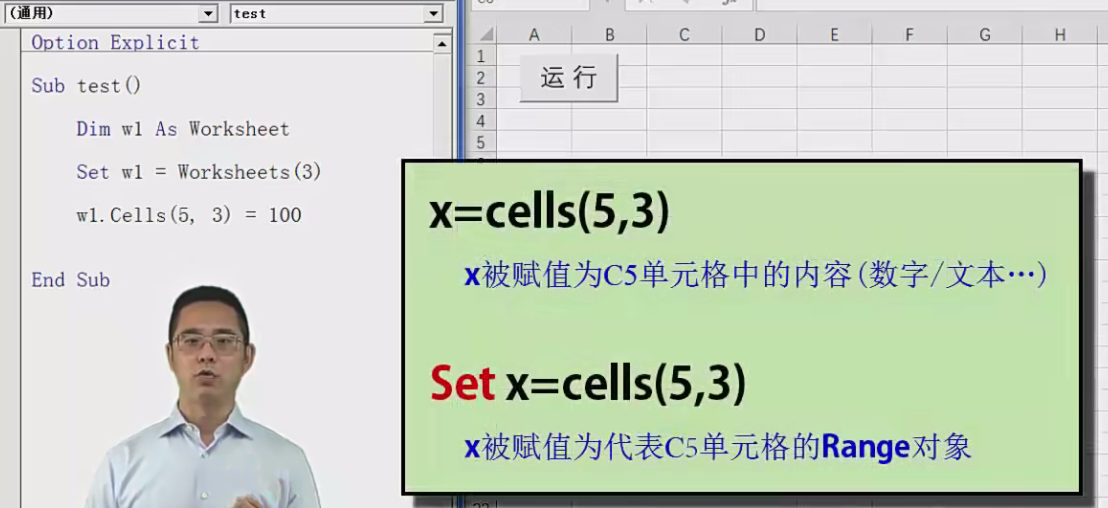 (通用)
test
Option Explicit
Sub test()
Dim w1 As Worksheet
Set w1 = Worksheets(3)
w1.Cells(5, 3) = 100
End Sub
A B C D E F G H
1
2
3
4
5
运 行
x=cells(5,3)
x被赋值为C5单元格中的内容(数字/文本…)
Set x=cells(5,3)
x被赋值为代表C5单元格的Range对象